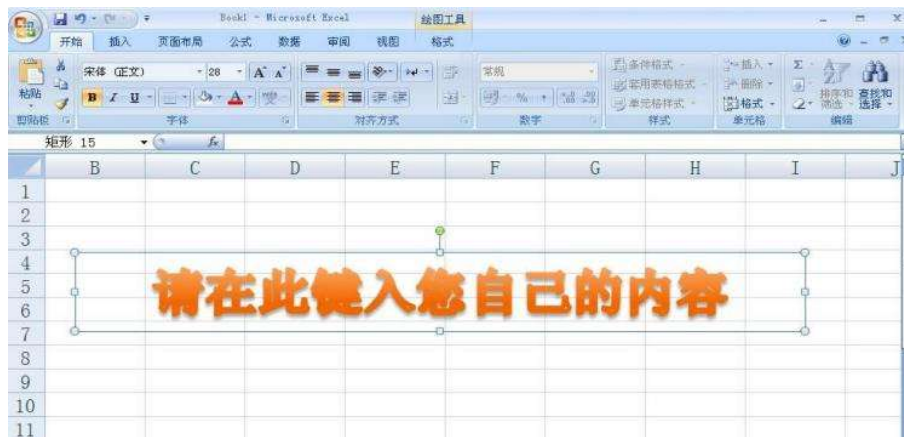 Book1 - Microsoft Excel 绘图工具
开始 插入 页面布局 公式 数据 审阅 视图 格式
粘贴 宋体 (正文) 28 A A 常规 条件格式 插入 Σ
B I U A % 套用表格格式 删除 排序和筛选 查找和选择
单元格样式 格式
剪贴板 字体 对齐方式 数字 样式 单元格 编辑
矩形 15 fx
B C D E F G H I J
1
2
3
4
5 请在此键入您自己的内容
6
7
8
9
10
11